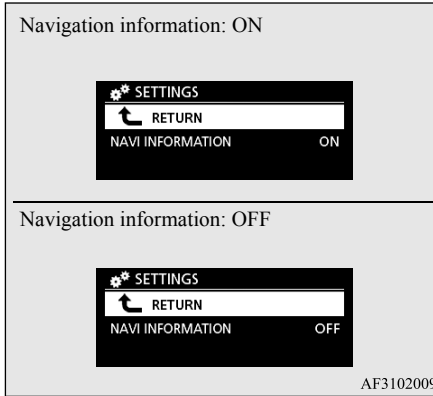 Navigation information: ON
SETTINGS
RETURN
NAVI INFORMATION ON
Navigation information: OFF
SETTINGS
RETURN
NAVI INFORMATION OFF
AF3102009